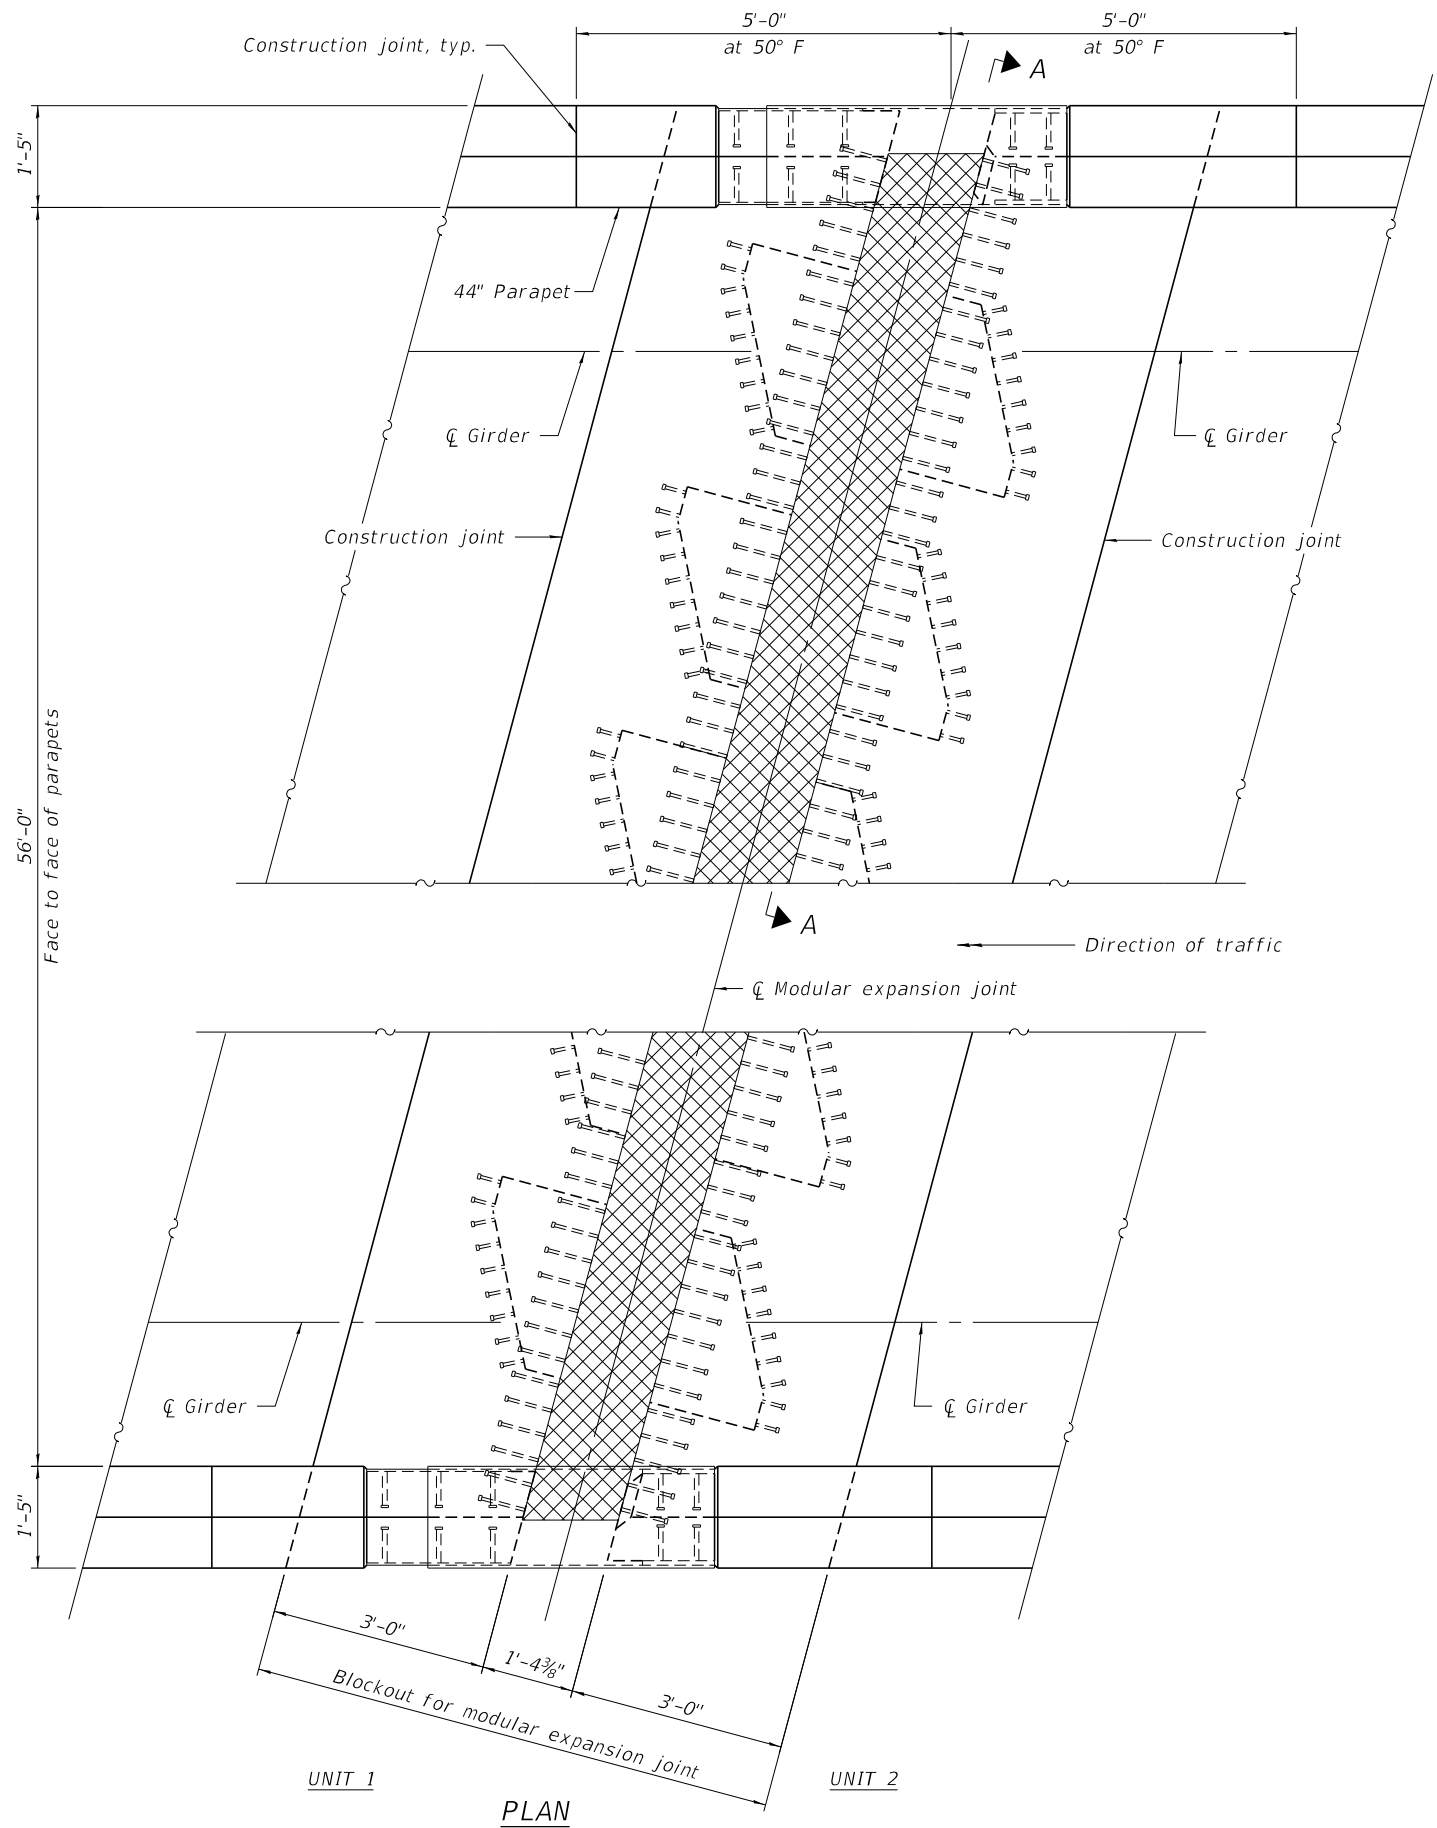 5'-0"
at 50° F
5'-0"
at 50° F
Construction joint, typ.
A
1'-5"
44" Parapet
℄ Girder
℄ Girder
Construction joint
Construction joint
56'-0"
Face to face of parapets
A
Direction of traffic
℄ Modular expansion joint
℄ Girder
℄ Girder
1'-5"
3'-0"
1'-4⅜"
3'-0"
Blockout for modular expansion joint
UNIT 1
UNIT 2
PLAN